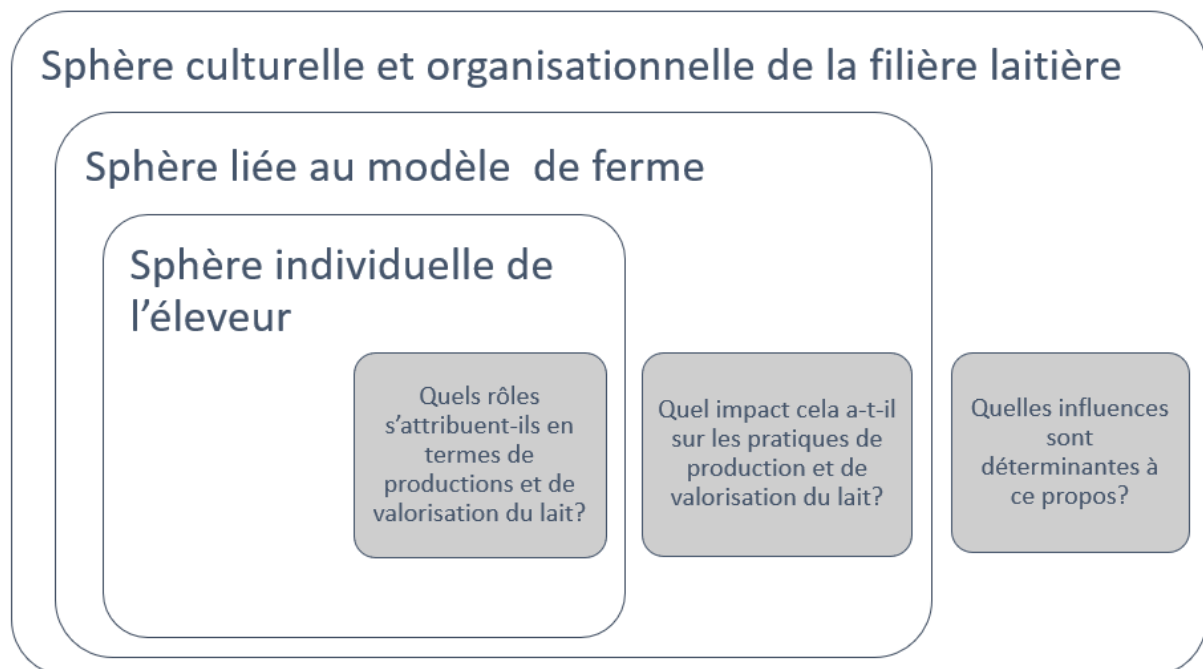 Sphère culturelle et organisationnelle de la filière laitière
Sphère liée au modèle  de ferme
Sphère individuelle de
l’éleveur
Quels rôles
s’attribuent-ils en
termes de
productions et de
valorisation du lait?
Quel impact cela a-t-il
sur les pratiques de
production et de
valorisation du lait?
Quelles influences
sont
déterminantes à
ce propos?